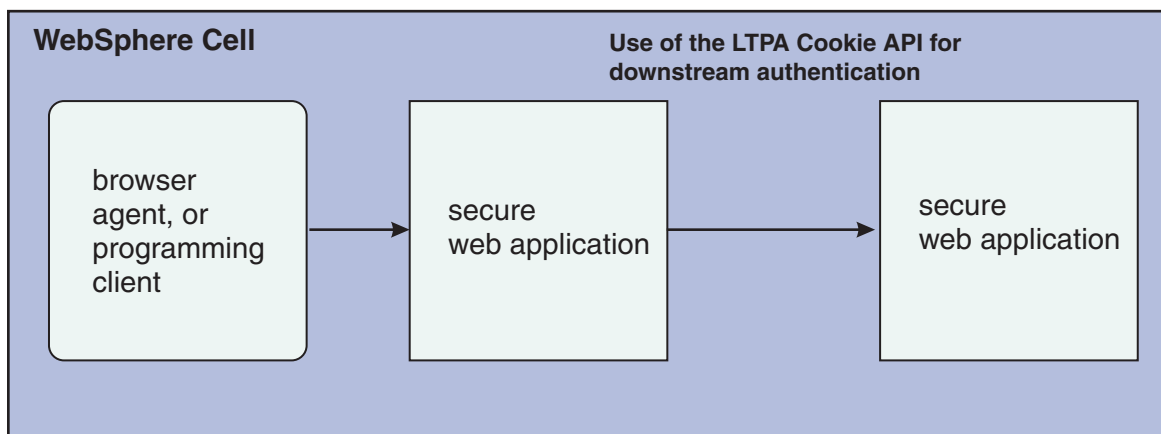 WebSphere Cell
Use of the LTPA Cookie API for
downstream authentication
browser
agent, or
programming
client
secure
web application
secure
web application